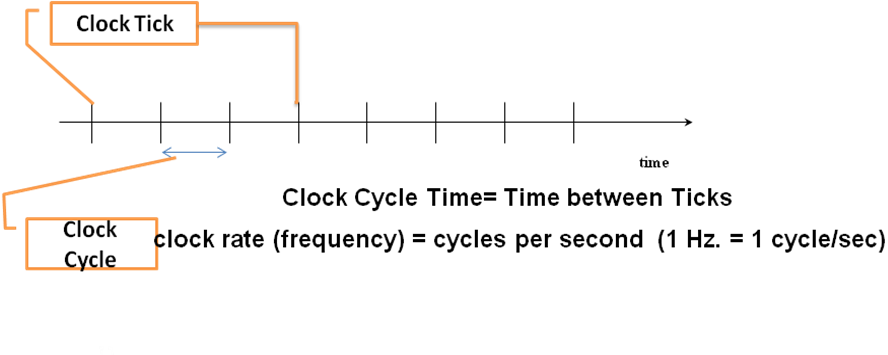 Clock Tick
time
Clock Cycle Time= Time between Ticks
Clock
Cycle
clock rate (frequency) = cycles per second (1 Hz. = 1 cycle/sec)